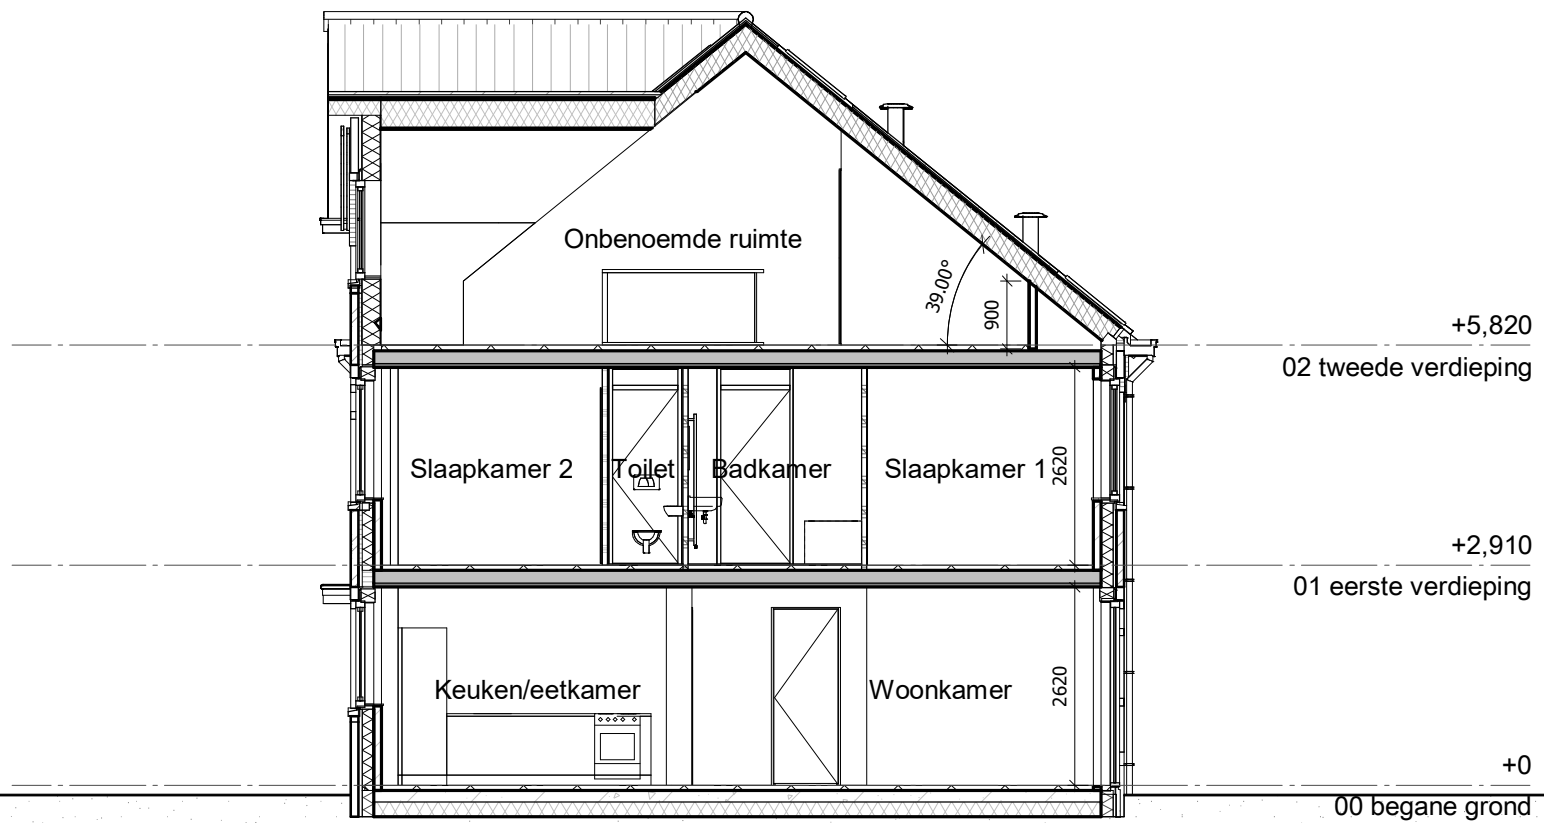 Onbenoemde ruimte
39.00°
900
+5,820
02 tweede verdieping
Slaapkamer 2
Toilet
Badkamer
Slaapkamer 1
2620
+2,910
01 eerste verdieping
Keuken/eetkamer
Woonkamer
2620
+0
00 begane grond